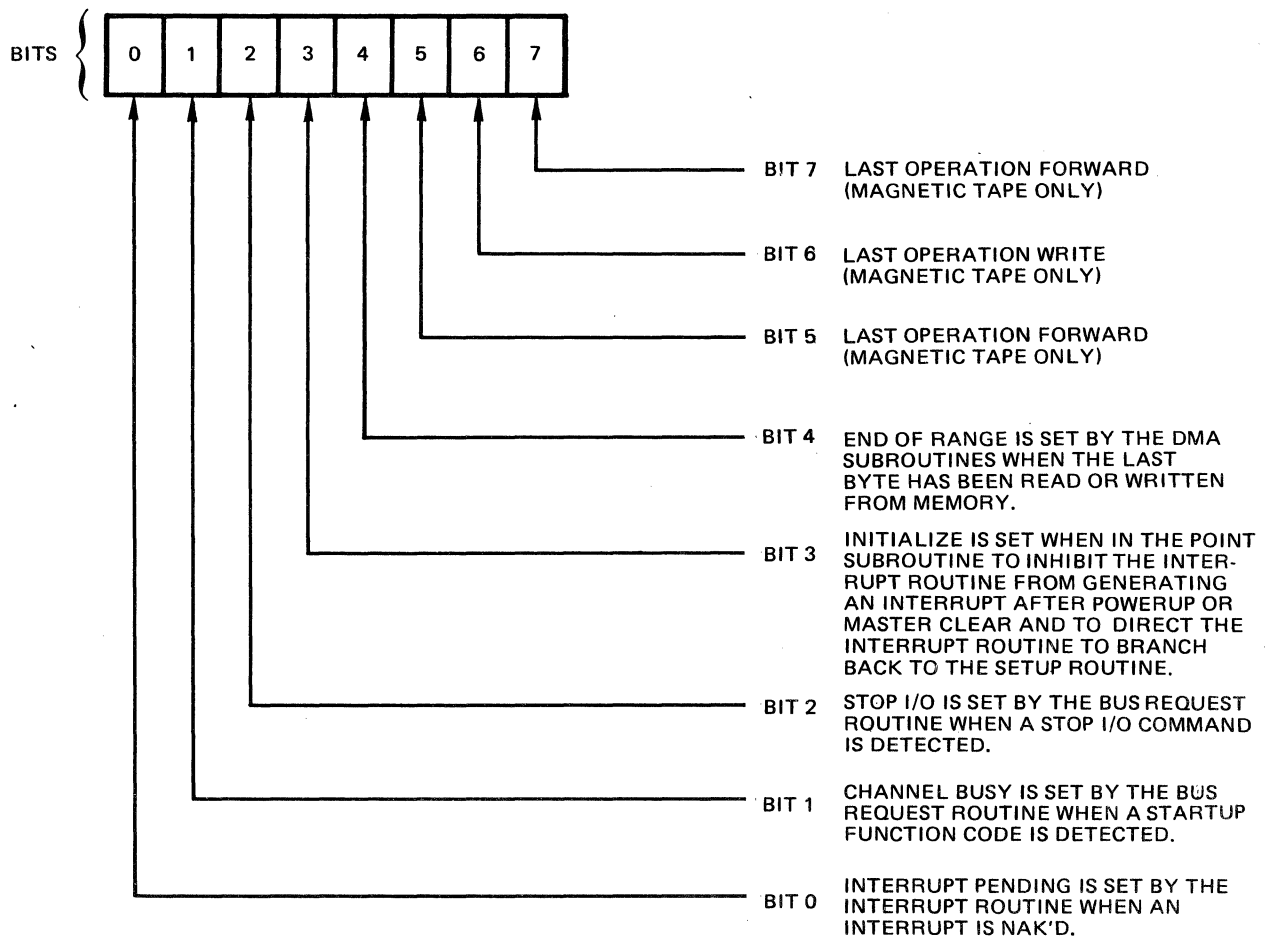 BITS { 0 1 2 3 4 5 6 7
BIT 7 LAST OPERATION FORWARD
(MAGNETIC TAPE ONLY)
BIT 6 LAST OPERATION WRITE
(MAGNETIC TAPE ONLY)
BIT 5 LAST OPERATION FORWARD
(MAGNETIC TAPE ONLY)
BIT 4 END OF RANGE IS SET BY THE DMA
SUBROUTINES WHEN THE LAST
BYTE HAS BEEN READ OR WRITTEN
FROM MEMORY.
BIT 3 INITIALIZE IS SET WHEN IN THE POINT
SUBROUTINE TO INHIBIT THE INTER-
RUPT ROUTINE FROM GENERATING
AN INTERRUPT AFTER POWERUP OR
MASTER CLEAR AND TO DIRECT THE
INTERRUPT ROUTINE TO BRANCH
BACK TO THE SETUP ROUTINE.
BIT 2 STOP I/O IS SET BY THE BUS REQUEST
ROUTINE WHEN A STOP I/O COMMAND
IS DETECTED.
BIT 1 CHANNEL BUSY IS SET BY THE BUS
REQUEST ROUTINE WHEN A STARTUP
FUNCTION CODE IS DETECTED.
BIT 0 INTERRUPT PENDING IS SET BY THE
INTERRUPT ROUTINE WHEN AN
INTERRUPT IS NAK'D.